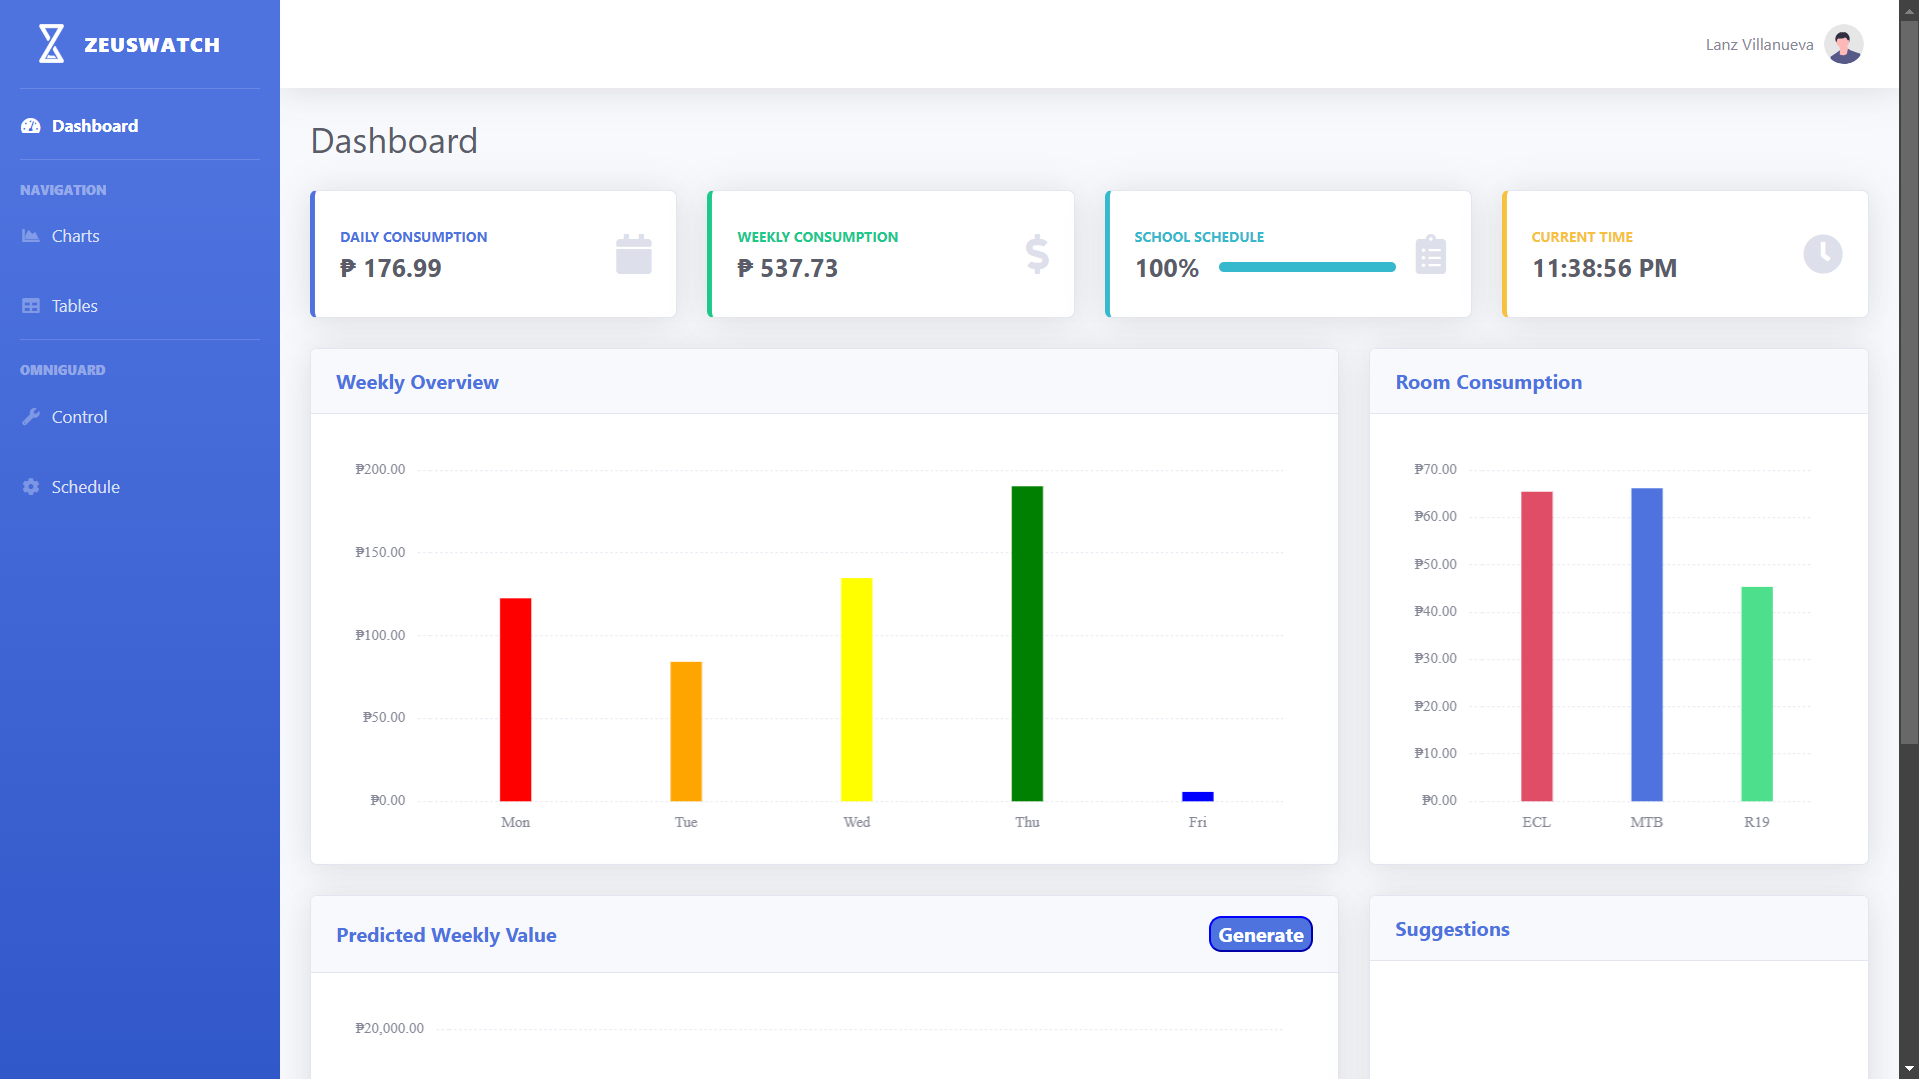 ZEUSWATCH
Lanz Villanueva
Dashboard
NAVIGATION
Charts
Tables
OMNIGUARD
Control
Schedule
Dashboard
DAILY CONSUMPTION
₱ 176.99
WEEKLY CONSUMPTION
₱ 537.73
SCHOOL SCHEDULE
100%
CURRENT TIME
11:38:56 PM
Weekly Overview
₱200.00
₱150.00
₱100.00
₱50.00
₱0.00
Mon Tue Wed Thu Fri
Room Consumption
₱70.00
₱60.00
₱50.00
₱40.00
₱30.00
₱20.00
₱10.00
₱0.00
ECL MTB R19
Predicted Weekly Value
Generate
₱20,000.00
Suggestions